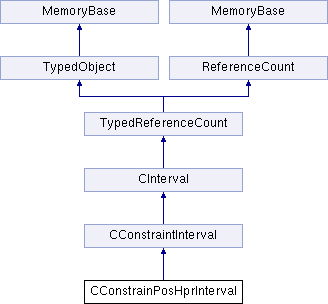 MemoryBase MemoryBase
TypedObject ReferenceCount
TypedReferenceCount
CInterval
CConstraintInterval
CConstrainPosHprInterval